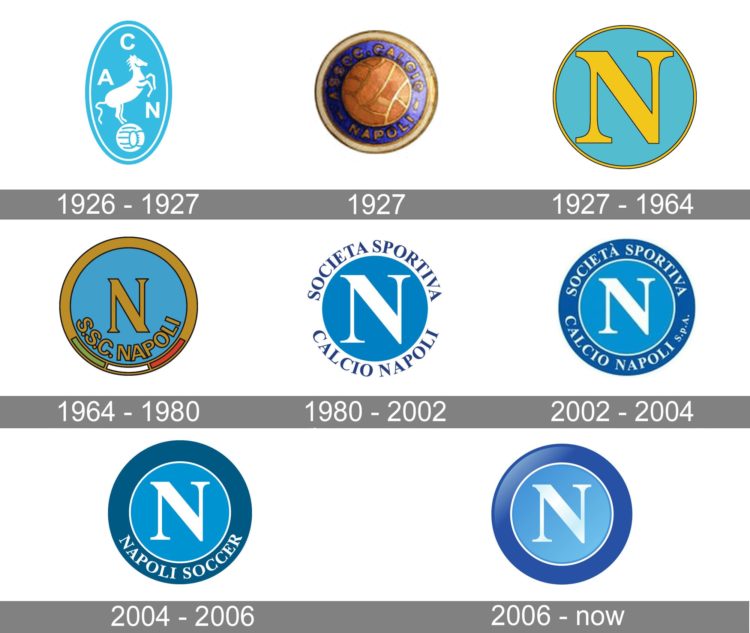 A C N
ASSOC. CALCIO NAPOLI
N
1926 - 1927
1927
1927 - 1964
N
S.S.C. NAPOLI
SOCIETA SPORTIVA
N
CALCIO NAPOLI
SOCIETÀ SPORTIVA
N
CALCIO NAPOLI S.P.A.
1964 - 1980
1980 - 2002
2002 - 2004
N
NAPOLI SOCCER
N
2004 - 2006
2006 - now